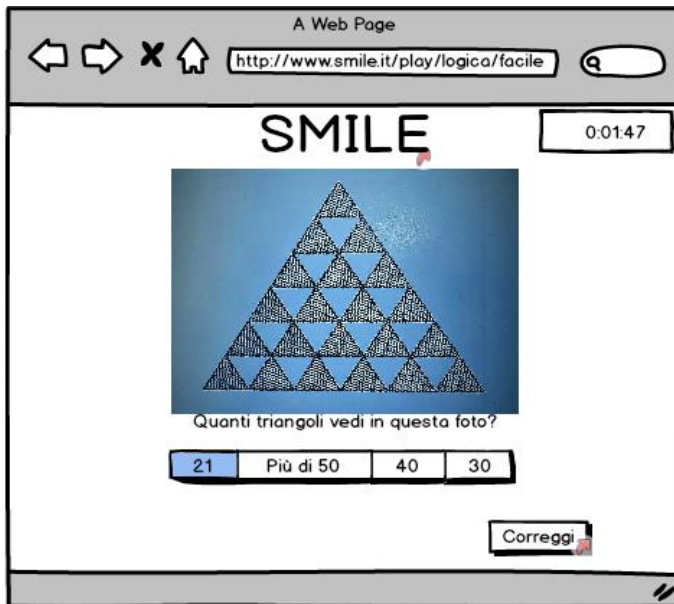 A Web Page
http://www.smile.it/play/logica/facile
SMILE
0:01:47
Quanti triangoli vedi in questa foto?
21 Più di 50 40 30
Correggi